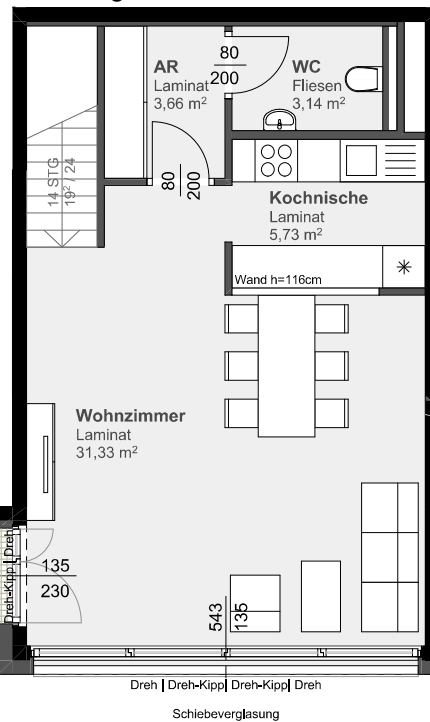 AR
Laminat
3,66 m²
80
200
WC
Fliesen
3,14 m²
80
200
14 STG
19² / 24
Kochnische
Laminat
5,73 m²
Wand h=116cm
Wohnzimmer
Laminat
31,33 m²
Dreh-Kipp | Dreh
135
230
543
135
Dreh | Dreh-Kipp | Dreh-Kipp | Dreh
Schiebeverglasung